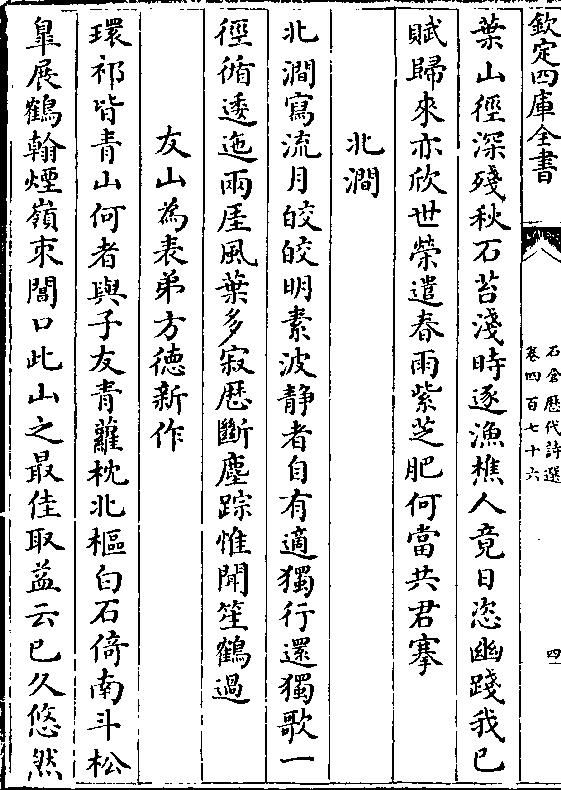 欽定四庫全書
石倉歷代詩選
卷四百七十六
四
葉山徑深殘秋石苔淺時逐漁樵人竟日恣幽踐我已
賦歸來亦欣世榮遣春雨紫芝肥何當共君搴
北澗
北澗寫流月皎皎明素波靜者自有適獨行還獨歌一
徑循逶迤兩厓風葉多寂歷斷塵踪惟聞笙鶴過
友山為表弟方徳新作
環祁皆青山何者與子友青蘿枕北樞白石倚南斗松
皐展鶴翰煙嶺朿閶口此山之最佳取益云已久悠然